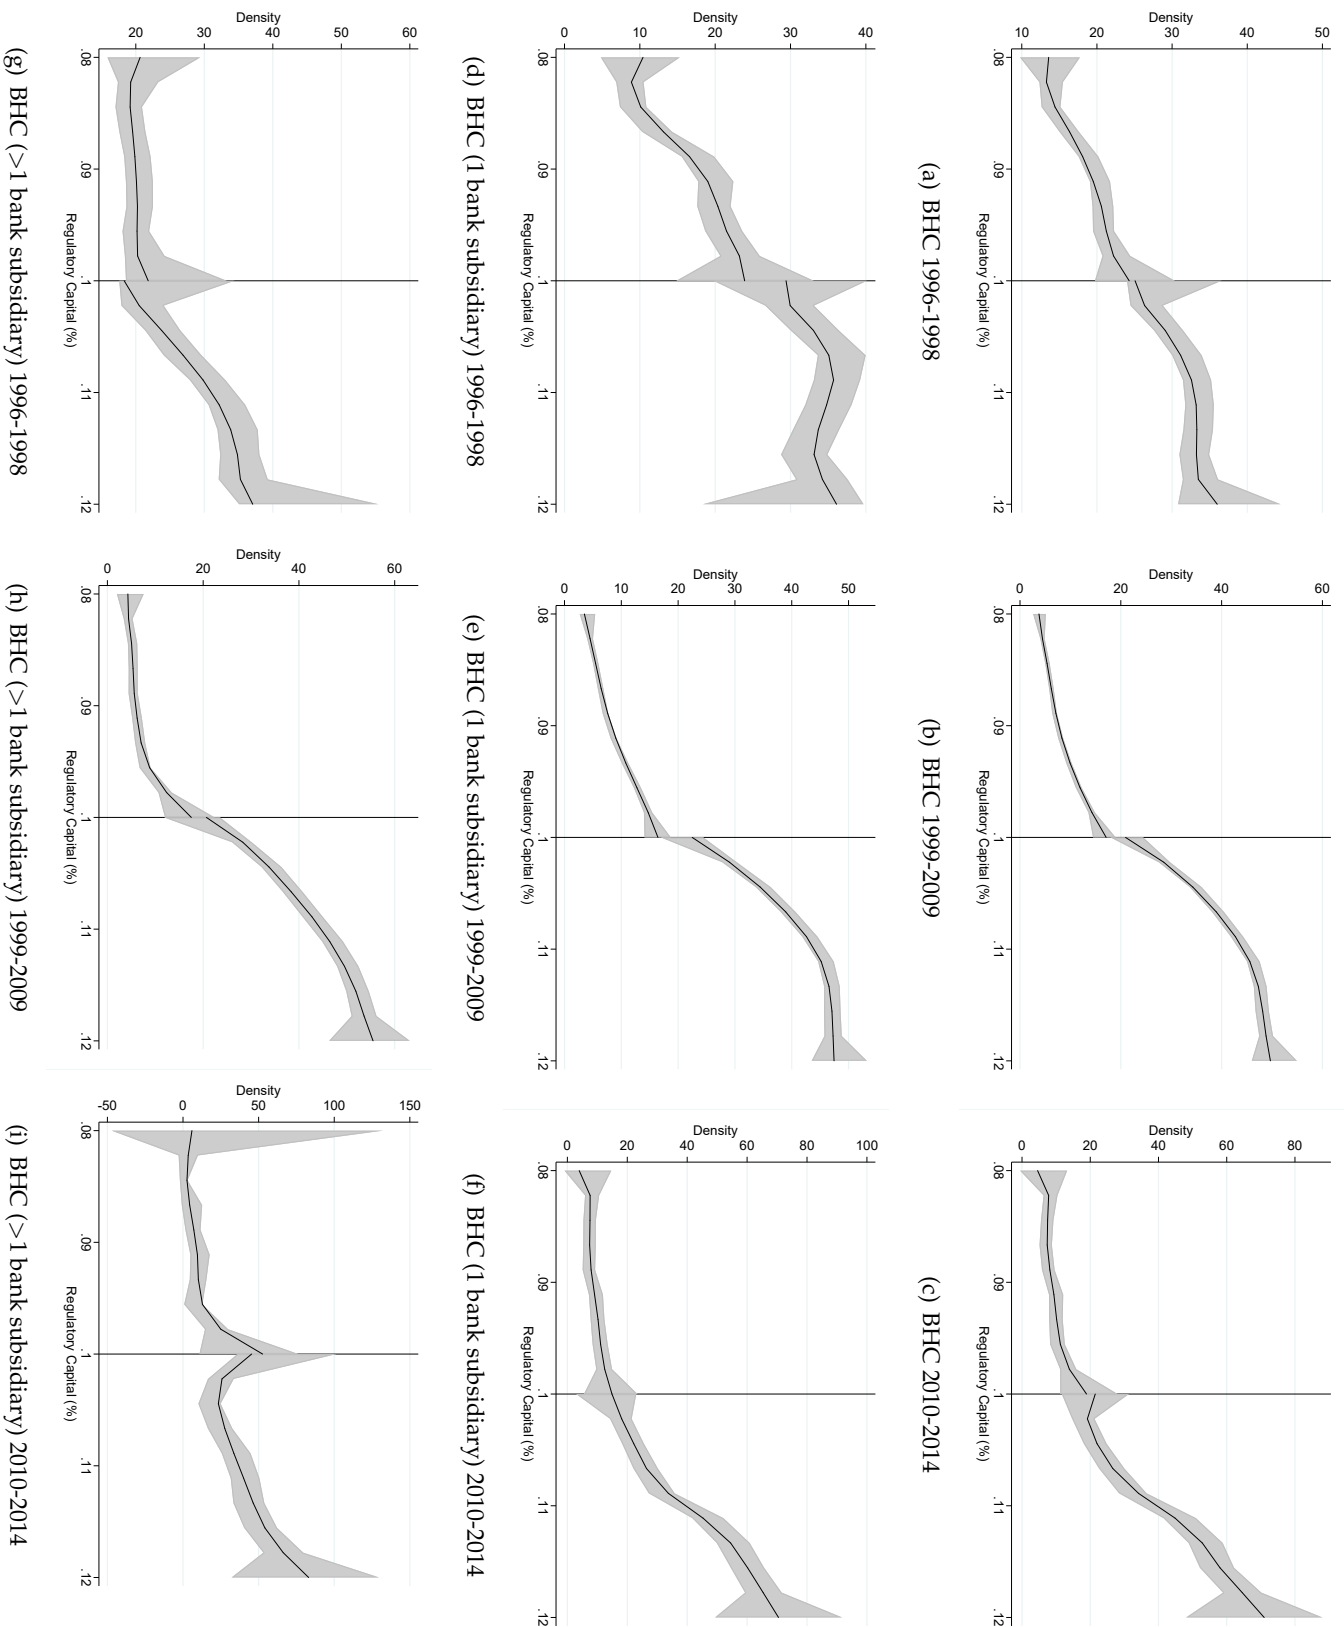 Density
10 20 30 40 50
.08 .09 .1 .11 .12
Regulatory Capital (%)
(a) BHC 1996-1998
Density
0 20 40 60
.08 .09 .1 .11 .12
Regulatory Capital (%)
(b) BHC 1999-2009
Density
0 20 40 60 80
.08 .09 .1 .11 .12
Regulatory Capital (%)
(c) BHC 2010-2014
Density
0 10 20 30 40
.08 .09 .1 .11 .12
Regulatory Capital (%)
(d) BHC (1 bank subsidiary) 1996-1998
Density
0 10 20 30 40 50
.08 .09 .1 .11 .12
Regulatory Capital (%)
(e) BHC (1 bank subsidiary) 1999-2009
Density
0 20 40 60 80 100
.08 .09 .1 .11 .12
Regulatory Capital (%)
(f) BHC (1 bank subsidiary) 2010-2014
Density
20 30 40 50 60
.08 .09 .1 .11 .12
Regulatory Capital (%)
(g) BHC (>1 bank subsidiary) 1996-1998
Density
0 20 40 60
.08 .09 .1 .11 .12
Regulatory Capital (%)
(h) BHC (>1 bank subsidiary) 1999-2009
Density
-50 0 50 100 150
.08 .09 .1 .11 .12
Regulatory Capital (%)
(i) BHC (>1 bank subsidiary) 2010-2014